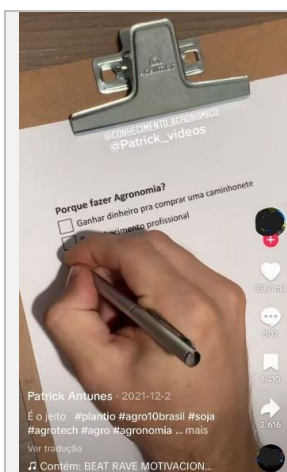 @CONHECIMENTO_AGRONOMICO
@Patrick_videos
Porque fazer Agronomia?
Ganhar dinheiro pra comprar uma caminhonete
profissional
302
1.410
2.616
Patrick Antunes · 2021-12-2
É o jeito #plantio #agro10brasil #soja
#agrotech #agro #agronomia ... mais
Ver tradução
♫ Contém: BEAT RAVE MOTIVACION...